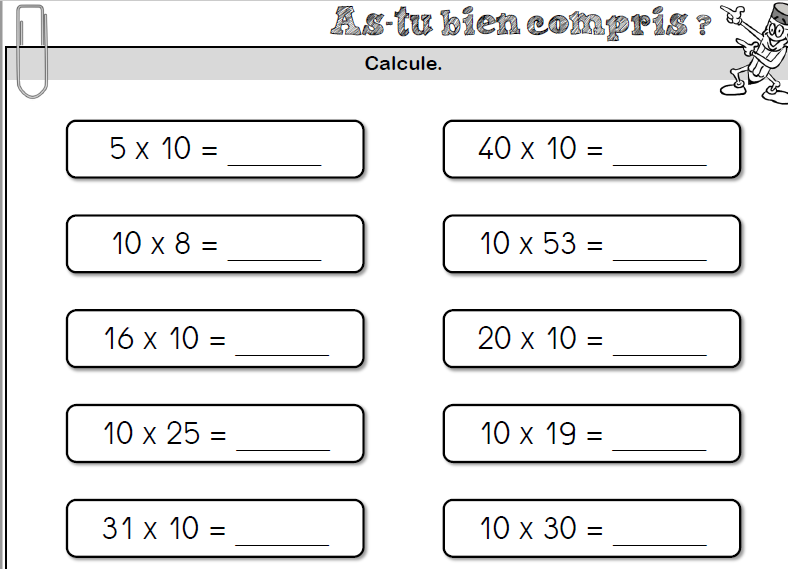 As-tu bien compris ?
Calcule.
5 x 10 = ______
40 x 10 = ______
10 x 8 = ______
10 x 53 = ______
16 x 10 = ______
20 x 10 = ______
10 x 25 = ______
10 x 19 = ______
31 x 10 = ______
10 x 30 = ______